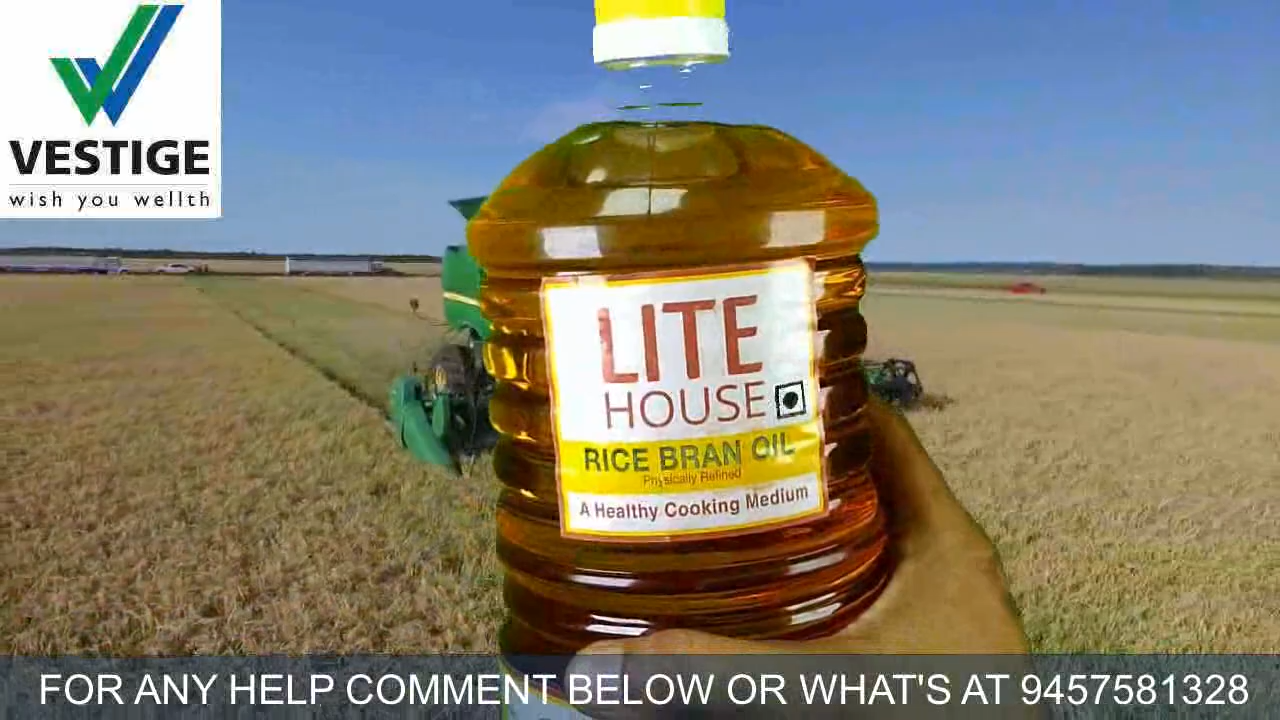 VESTIGE
wish you wellth
LITE
HOUSE
RICE BRAN OIL
Physically Refined
A Healthy Cooking Medium
FOR ANY HELP COMMENT BELOW OR WHAT'S AT 9457581328